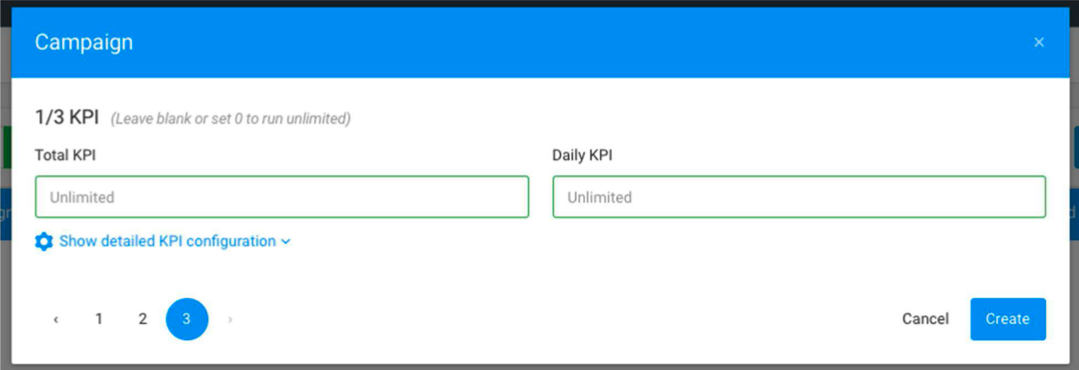 Campaign ×
1/3 KPI (Leave blank or set 0 to run unlimited)
Total KPI Daily KPI
Unlimited Unlimited
Show detailed KPI configuration
‹ 1 2 3 › Cancel Create